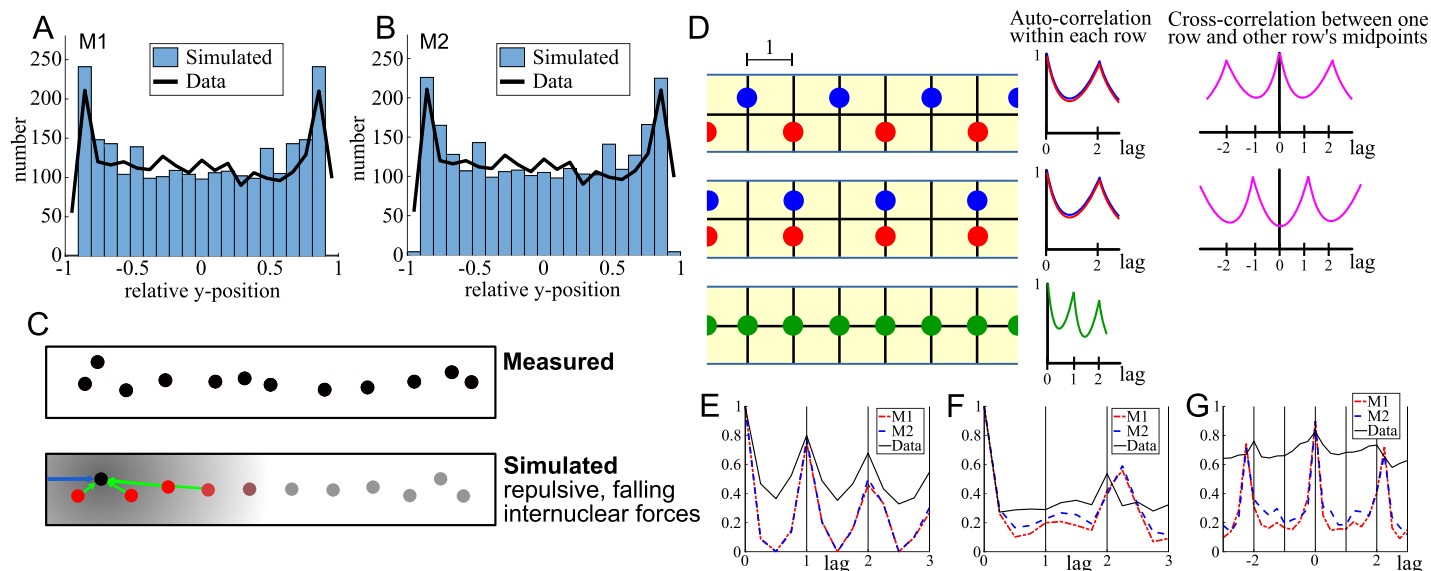 A
M1
Simulated
Data
number
250
200
150
100
50
0
-1
-0.5
0
0.5
1
relative y-position
B
M2
Simulated
Data
number
250
200
150
100
50
0
-1
-0.5
0
0.5
1
relative y-position
C
Measured
Simulated
repulsive, falling
internuclear forces
D
1
Auto-correlation
within each row
Cross-correlation between one
row and other row's midpoints
1
0
2
lag
-2
-1
0
1
2
lag
1
0
2
lag
-2
-1
0
1
2
lag
1
0
1
2
lag
E
M1
M2
Data
1
0.8
0.6
0.4
0.2
0
0
1
2
3
lag
F
M1
M2
Data
1
0.8
0.6
0.4
0.2
0
0
1
2
3
lag
G
M1
M2
Data
1
0.8
0.6
0.4
0.2
0
-2
0
2
lag